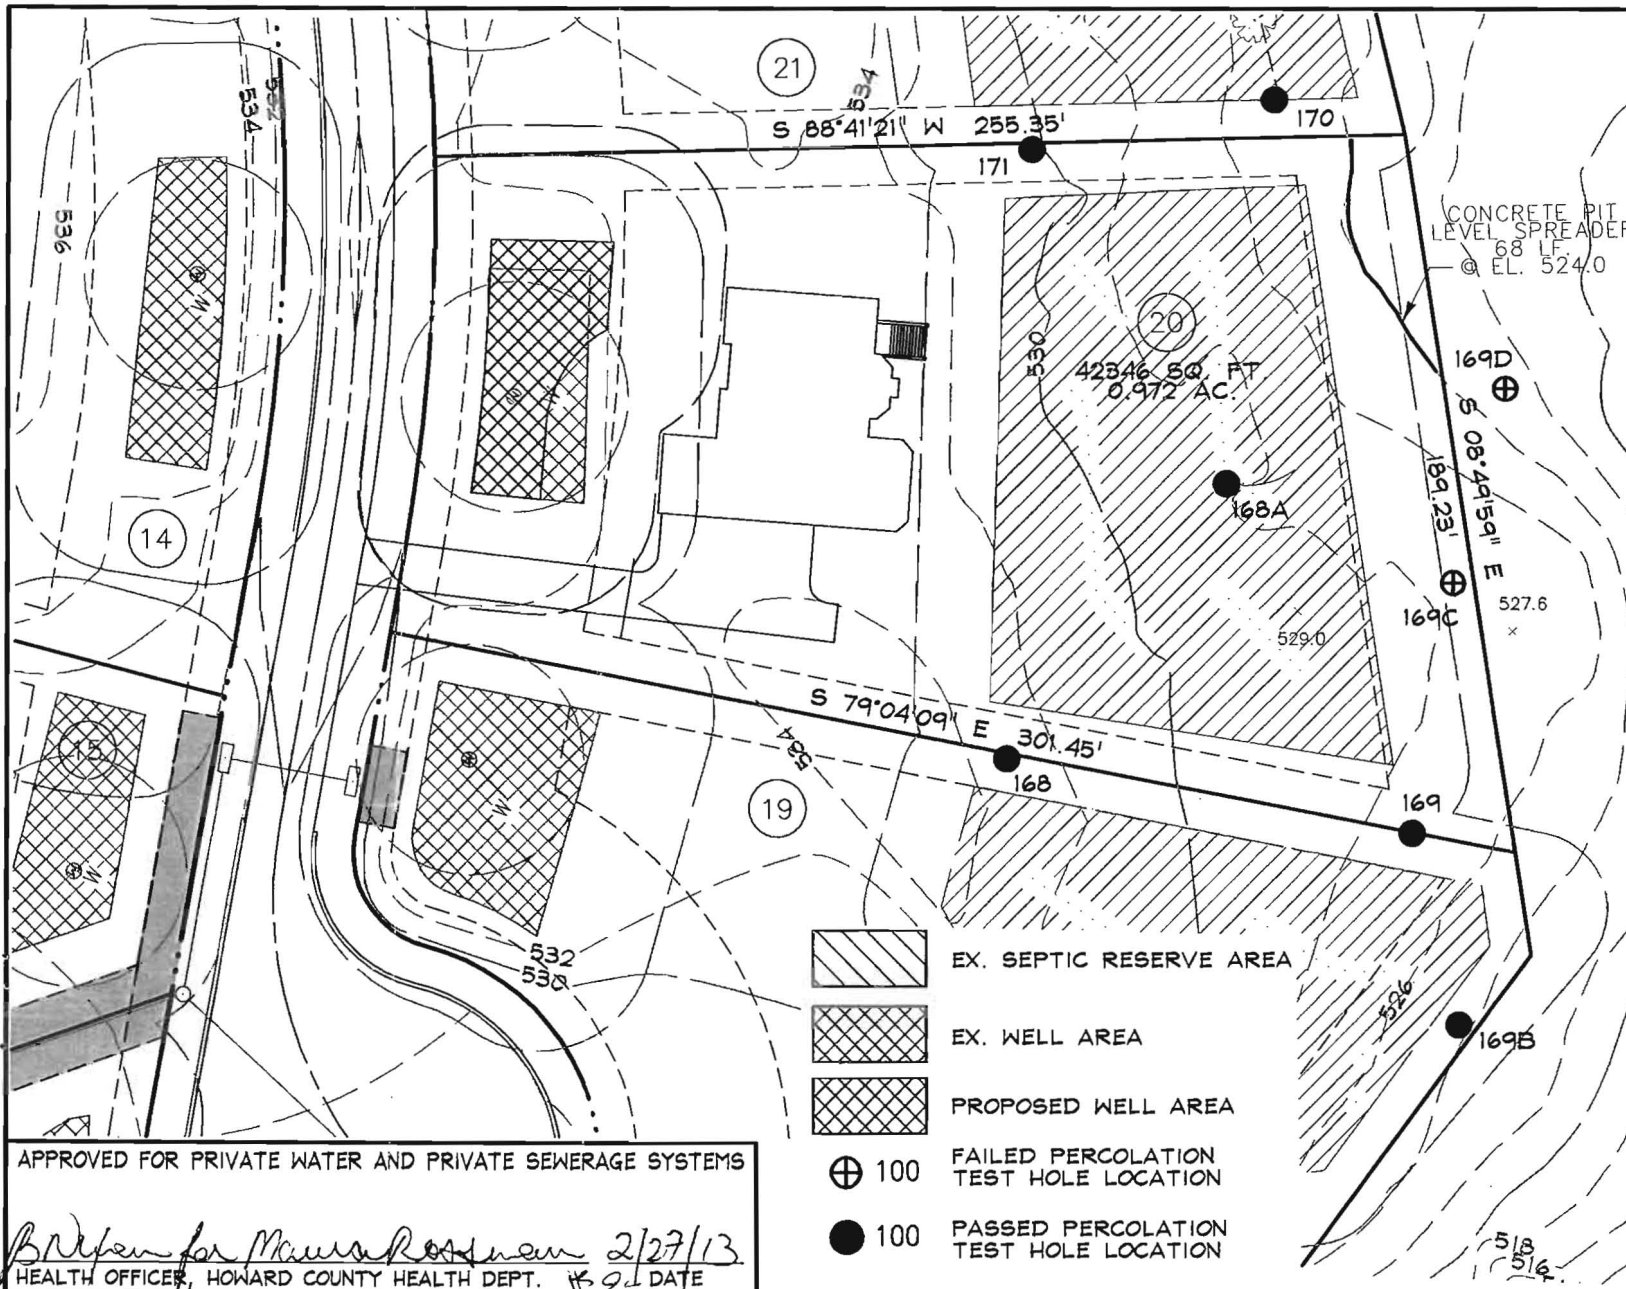 21
534
S 88°41'21" W 255.35'
170
171
532
534
536
CONCRETE PIT
LEVEL SPREADER
68 LF.
@ EL. 524.0
20
42346 SQ. FT.
0.972 AC.
530
169D
S 08°49'59" E
189.23'
W
W
168A
14
169C
527.6
529.0
S 79°04'09" E 301.45'
168
15
19
169
W
W
532
530
526
169B
EX. SEPTIC RESERVE AREA
EX. WELL AREA
PROPOSED WELL AREA
100 FAILED PERCOLATION
TEST HOLE LOCATION
100 PASSED PERCOLATION
TEST HOLE LOCATION
518
516
APPROVED FOR PRIVATE WATER AND PRIVATE SEWERAGE SYSTEMS
for Maura Rossman 2/27/13
HEALTH OFFICER, HOWARD COUNTY HEALTH DEPT. DATE